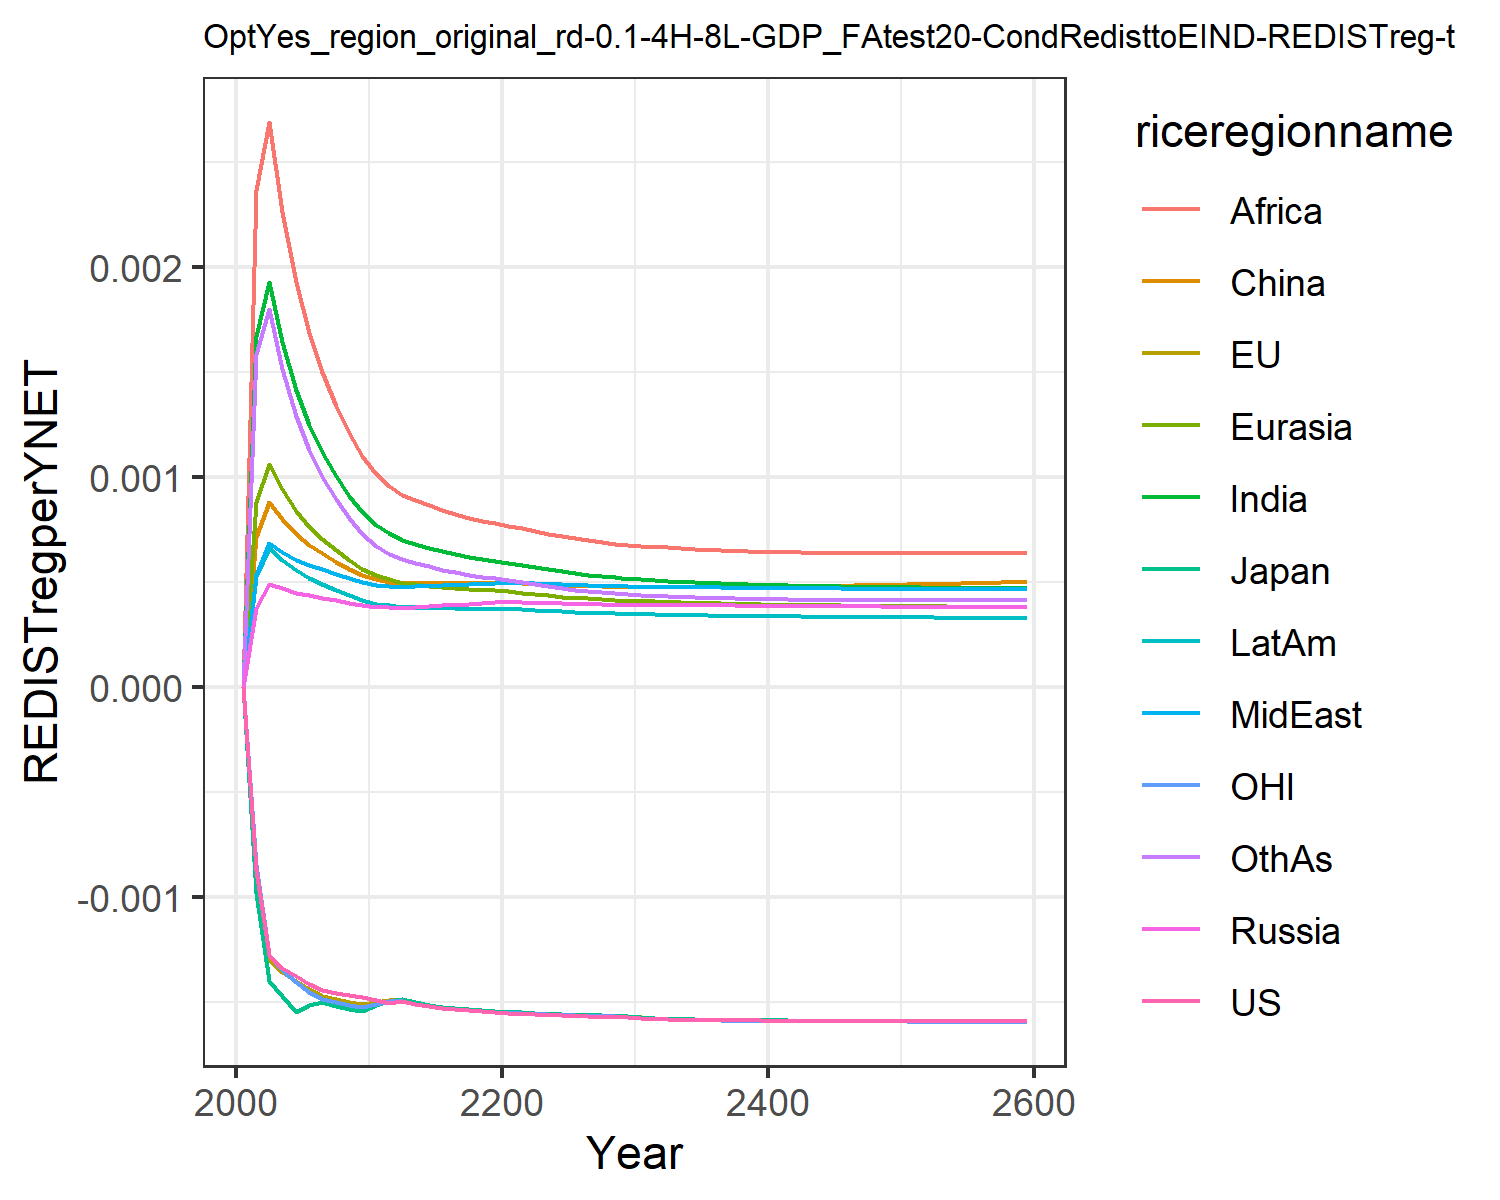 OptYes_region_original_rd-0.1-4H-8L-GDP_FAtest20-CondRedisttoEIND-REDISTreg-t
REDISTregperYNET
0.002
0.001
0.000
-0.001
2000
2200
2400
2600
Year
riceregionname
Africa
China
EU
Eurasia
India
Japan
LatAm
MidEast
OHI
OthAs
Russia
US